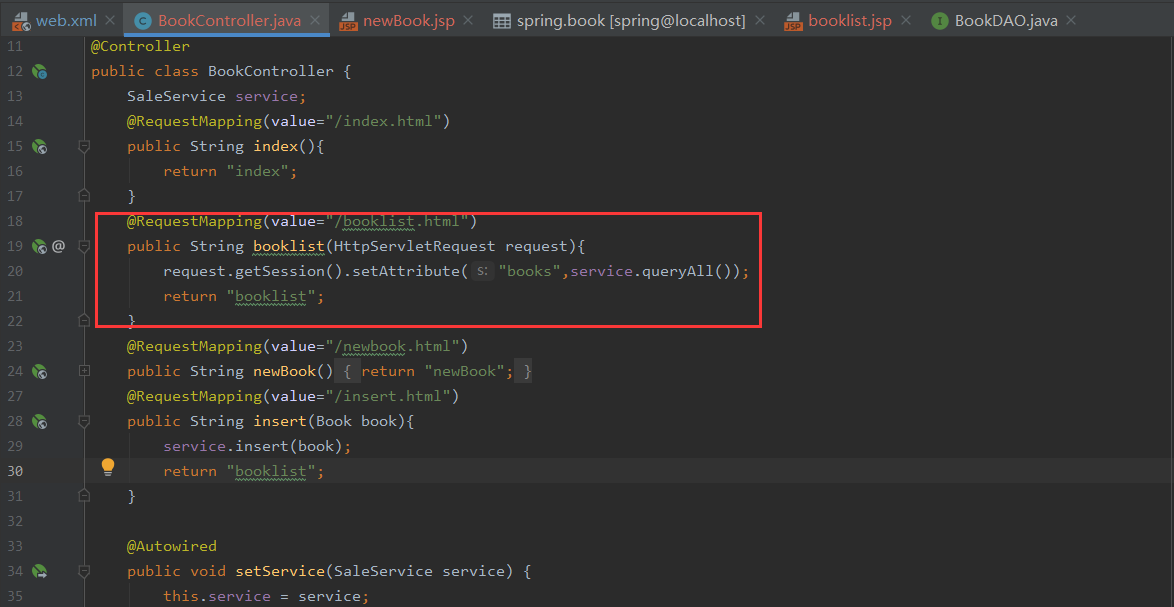 web.xml BookController.java newBook.jsp spring.book [spring@localhost] booklist.jsp BookDAO.java
11 @Controller
12 public class BookController {
13 SaleService service;
14 @RequestMapping(value="/index.html")
15 public String index(){
16 return "index";
17 }
18 @RequestMapping(value="/booklist.html")
19 @ public String booklist(HttpServletRequest request){
20 request.getSession().setAttribute( s: "books",service.queryAll());
21 return "booklist";
22 }
23 @RequestMapping(value="/newbook.html")
24 public String newBook() { return "newBook"; }
27 @RequestMapping(value="/insert.html")
28 public String insert(Book book){
29 service.insert(book);
30 return "booklist";
31 }
32
33 @Autowired
34 public void setService(SaleService service) {
35 this.service = service;